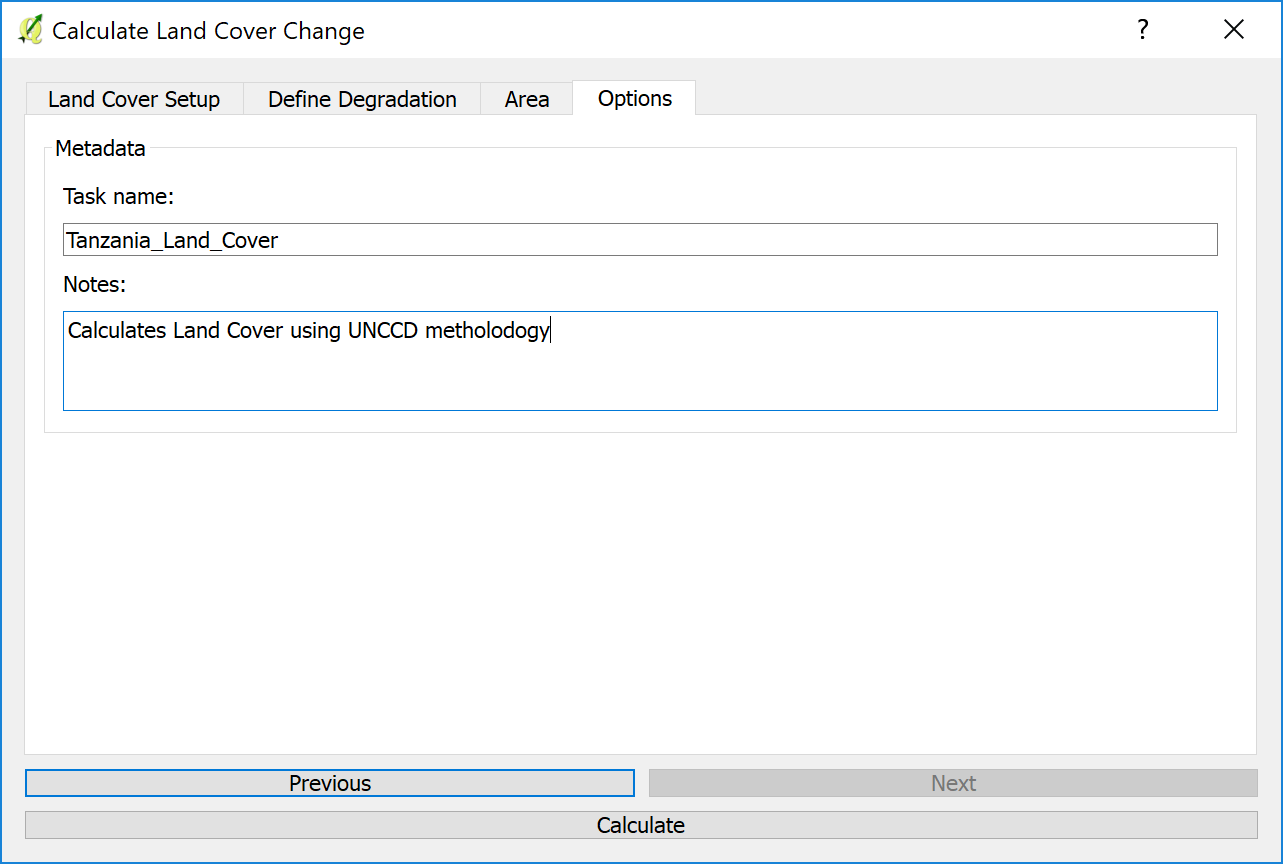 Calculate Land Cover Change
?
Land Cover Setup Define Degradation Area Options
Metadata
Task name:
Tanzania_Land_Cover
Notes:
Calculates Land Cover using UNCCD metholodogy
Previous Next
Calculate